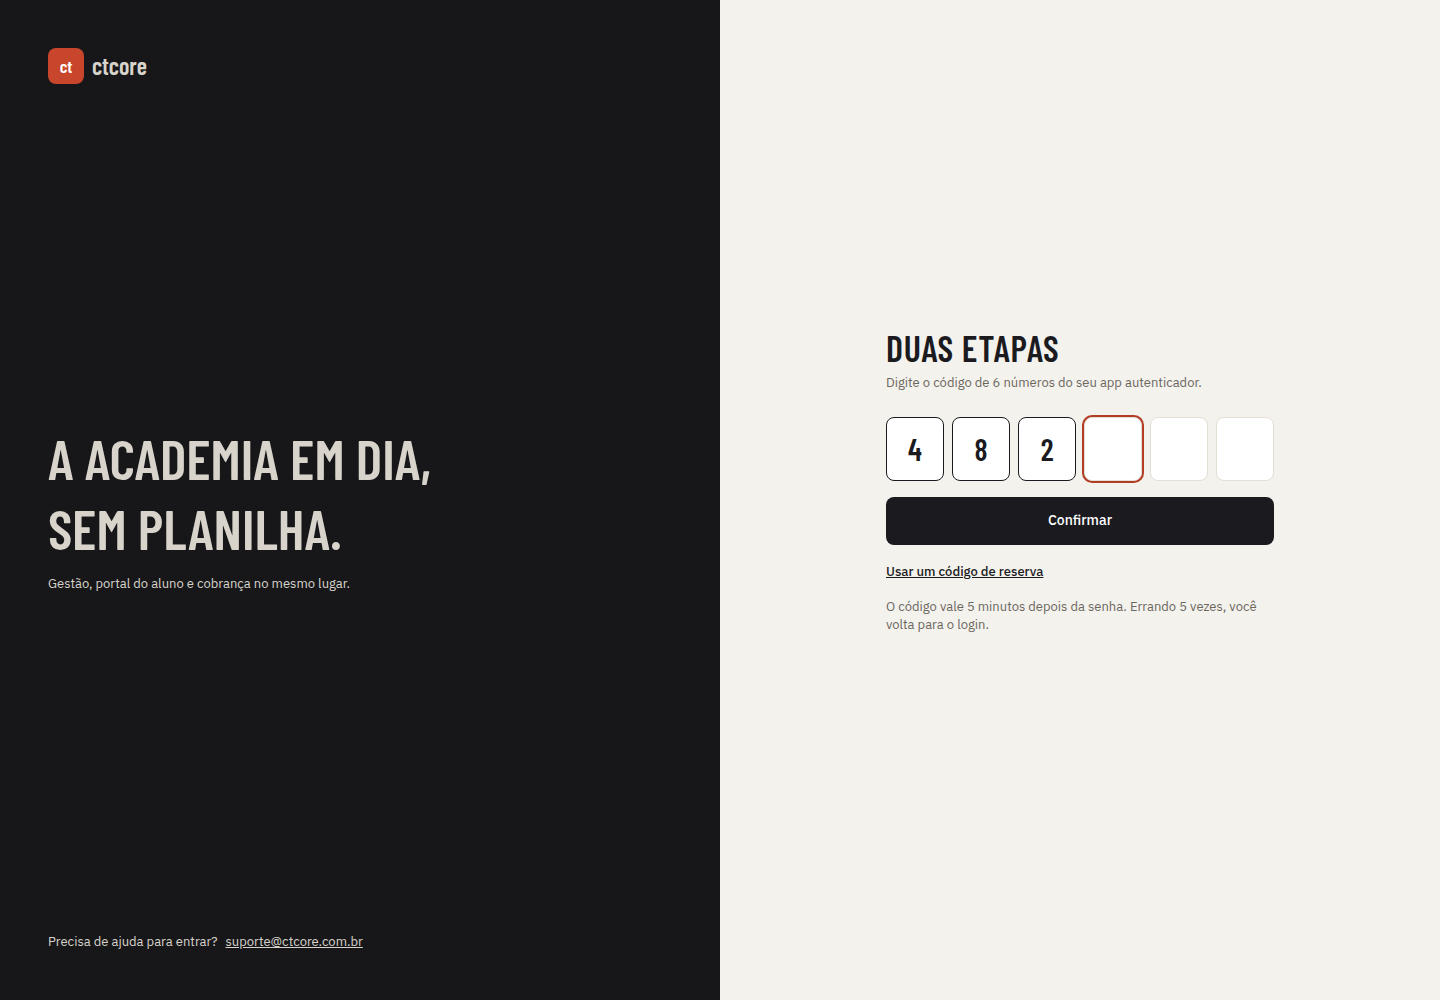 ct ctcore
A ACADEMIA EM DIA,
SEM PLANILHA.
Gestão, portal do aluno e cobrança no mesmo lugar.
Precisa de ajuda para entrar? suporte@ctcore.com.br
DUAS ETAPAS
Digite o código de 6 números do seu app autenticador.
4 8 2
Confirmar
Usar um código de reserva
O código vale 5 minutos depois da senha. Errando 5 vezes, você
volta para o login.